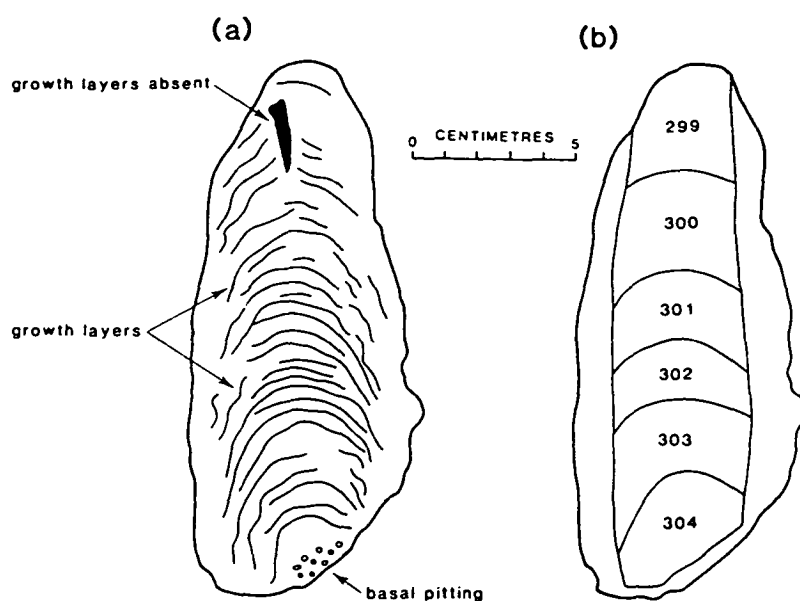 (a)
growth layers absent
growth layers
basal pitting
CENTIMETRES
0 5
(b)
299
300
301
302
303
304